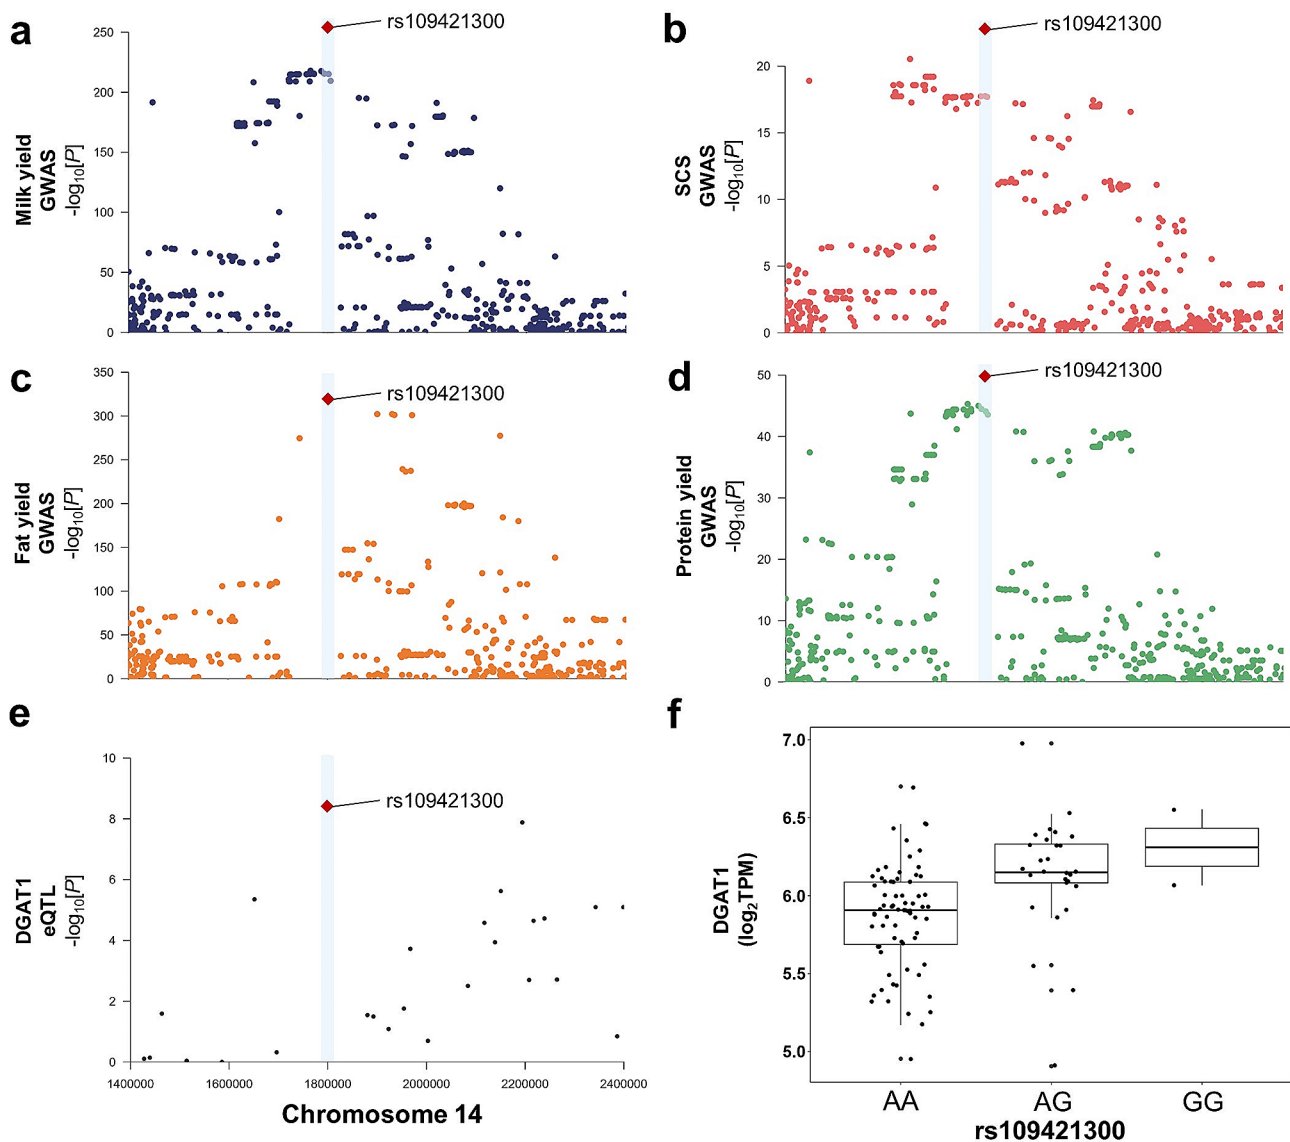 a
rs109421300
250
200
150
100
50
0
Milk yield
GWAS
-log10[P]
b
rs109421300
20
15
10
5
0
SCS
GWAS
-log10[P]
c
rs109421300
350
300
250
200
150
100
50
0
Fat yield
GWAS
-log10[P]
d
rs109421300
50
40
30
20
10
0
Protein yield
GWAS
-log10[P]
e
rs109421300
10
8
6
4
2
0
DGAT1
eQTL
-log10[P]
1400000 1600000 1800000 2000000 2200000 2400000
Chromosome 14
f
7.0
6.5
6.0
5.5
5.0
DGAT1
(log2TPM)
AA AG GG
rs109421300